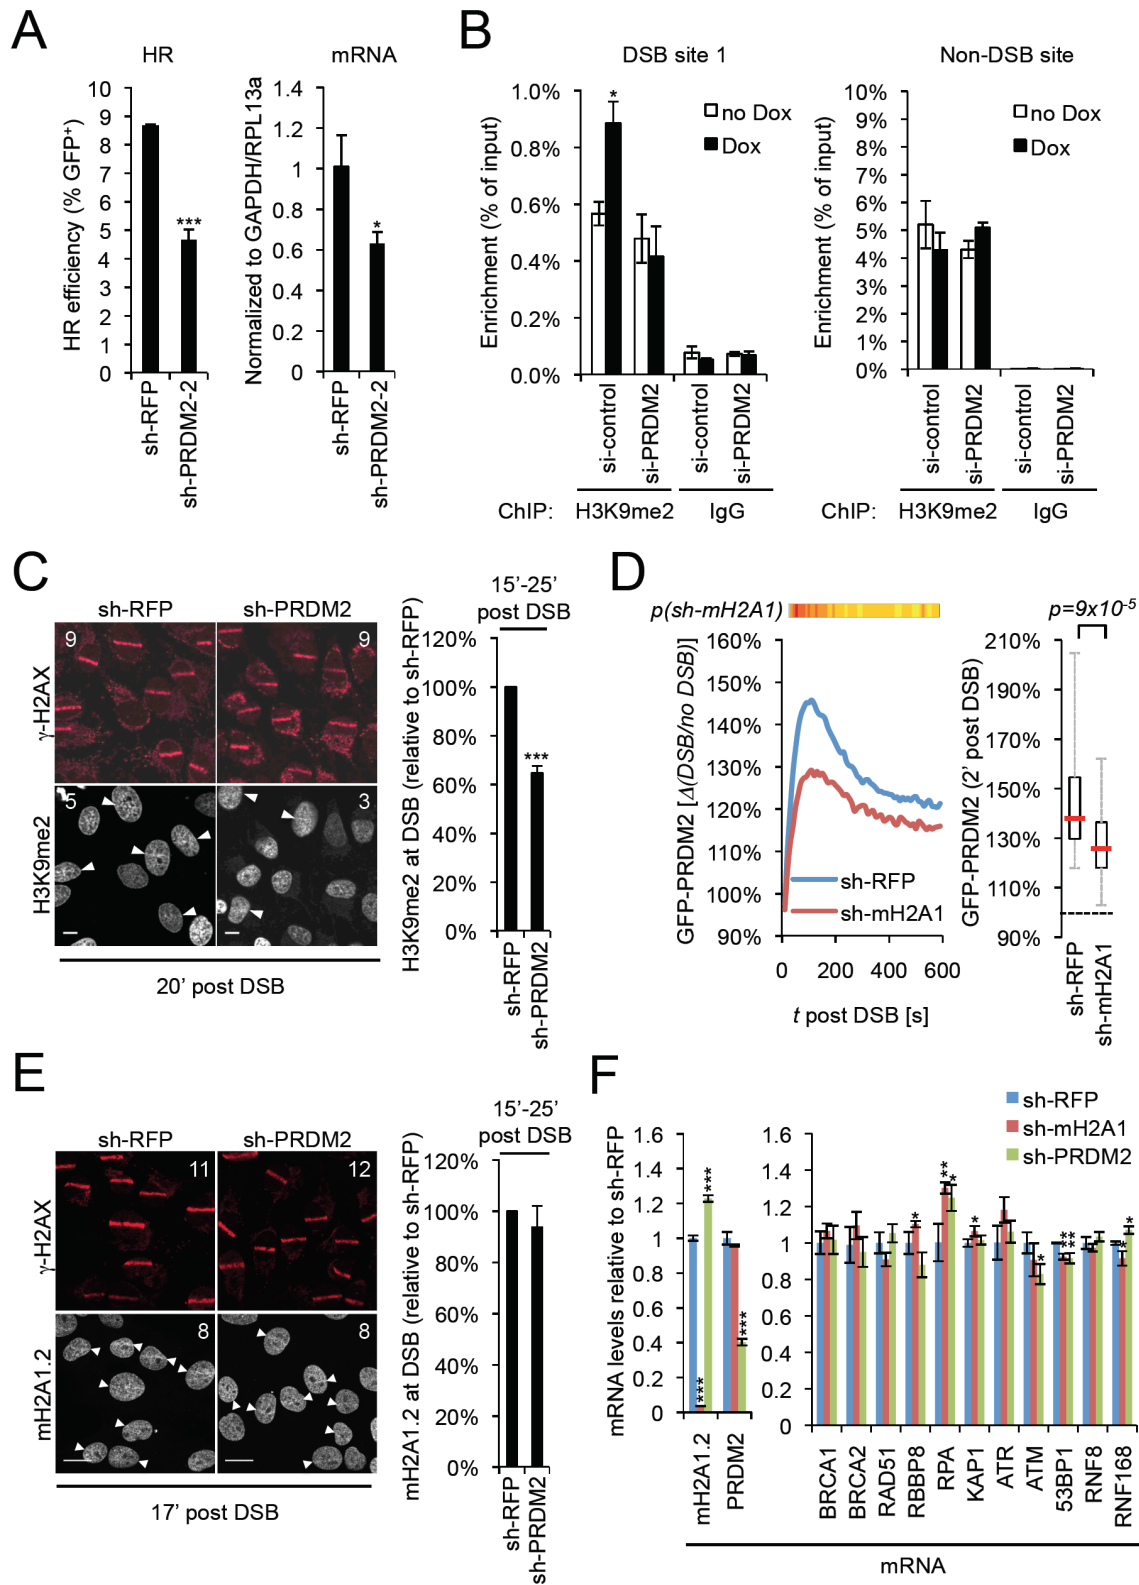 A
HR
HR efficiency (% GFP+)
10
9
8
7
6
5
4
3
2
1
0
***
sh-RFP
sh-PRDM2-2
mRNA
Normalized to GAPDH/RPL13a
1.4
1.2
1
0.8
0.6
0.4
0.2
0
*
sh-RFP
sh-PRDM2-2
B
DSB site 1
Enrichment (% of input)
1.0%
0.8%
0.6%
0.4%
0.2%
0.0%
*
no Dox
Dox
si-control
si-PRDM2
si-control
si-PRDM2
ChIP: H3K9me2 IgG
Non-DSB site
Enrichment (% of input)
10%
9%
8%
7%
6%
5%
4%
3%
2%
1%
0%
no Dox
Dox
si-control
si-PRDM2
si-control
si-PRDM2
ChIP: H3K9me2 IgG
C
sh-RFP sh-PRDM2
γ-H2AX
9 9
H3K9me2
5 3
20' post DSB
15'-25'
post DSB
H3K9me2 at DSB (relative to sh-RFP)
120%
100%
80%
60%
40%
20%
0%
***
sh-RFP
sh-PRDM2
D
p(sh-mH2A1)
GFP-PRDM2 [Δ(DSB/no DSB)]
160%
150%
140%
130%
120%
110%
100%
90%
sh-RFP
sh-mH2A1
0 200 400 600
t post DSB [s]
p=9x10-5
GFP-PRDM2 (2' post DSB)
210%
190%
170%
150%
130%
110%
90%
sh-RFP
sh-mH2A1
E
sh-RFP sh-PRDM2
γ-H2AX
11 12
mH2A1.2
8 8
17' post DSB
15'-25'
post DSB
mH2A1.2 at DSB (relative to sh-RFP)
120%
100%
80%
60%
40%
20%
0%
sh-RFP
sh-PRDM2
F
sh-RFP
sh-mH2A1
sh-PRDM2
mRNA levels relative to sh-RFP
1.6
1.4
1.2
1
0.8
0.6
0.4
0.2
0
***
***
***
mH2A1.2
PRDM2
1.6
1.4
1.2
1
0.8
0.6
0.4
0.2
0
*
**
*
*
*
**
**
*
*
BRCA1
BRCA2
RAD51
RBBP8
RPA
KAP1
ATR
ATM
53BP1
RNF8
RNF168
mRNA